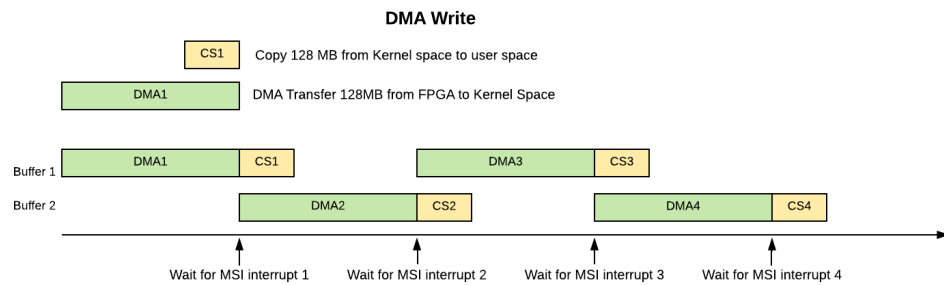 DMA Write
CS1 Copy 128 MB from Kernel space to user space
DMA1 DMA Transfer 128MB from FPGA to Kernel Space
Buffer 1 DMA1 CS1 DMA3 CS3
Buffer 2 DMA2 CS2 DMA4 CS4
Wait for MSI interrupt 1 Wait for MSI interrupt 2 Wait for MSI interrupt 3 Wait for MSI interrupt 4